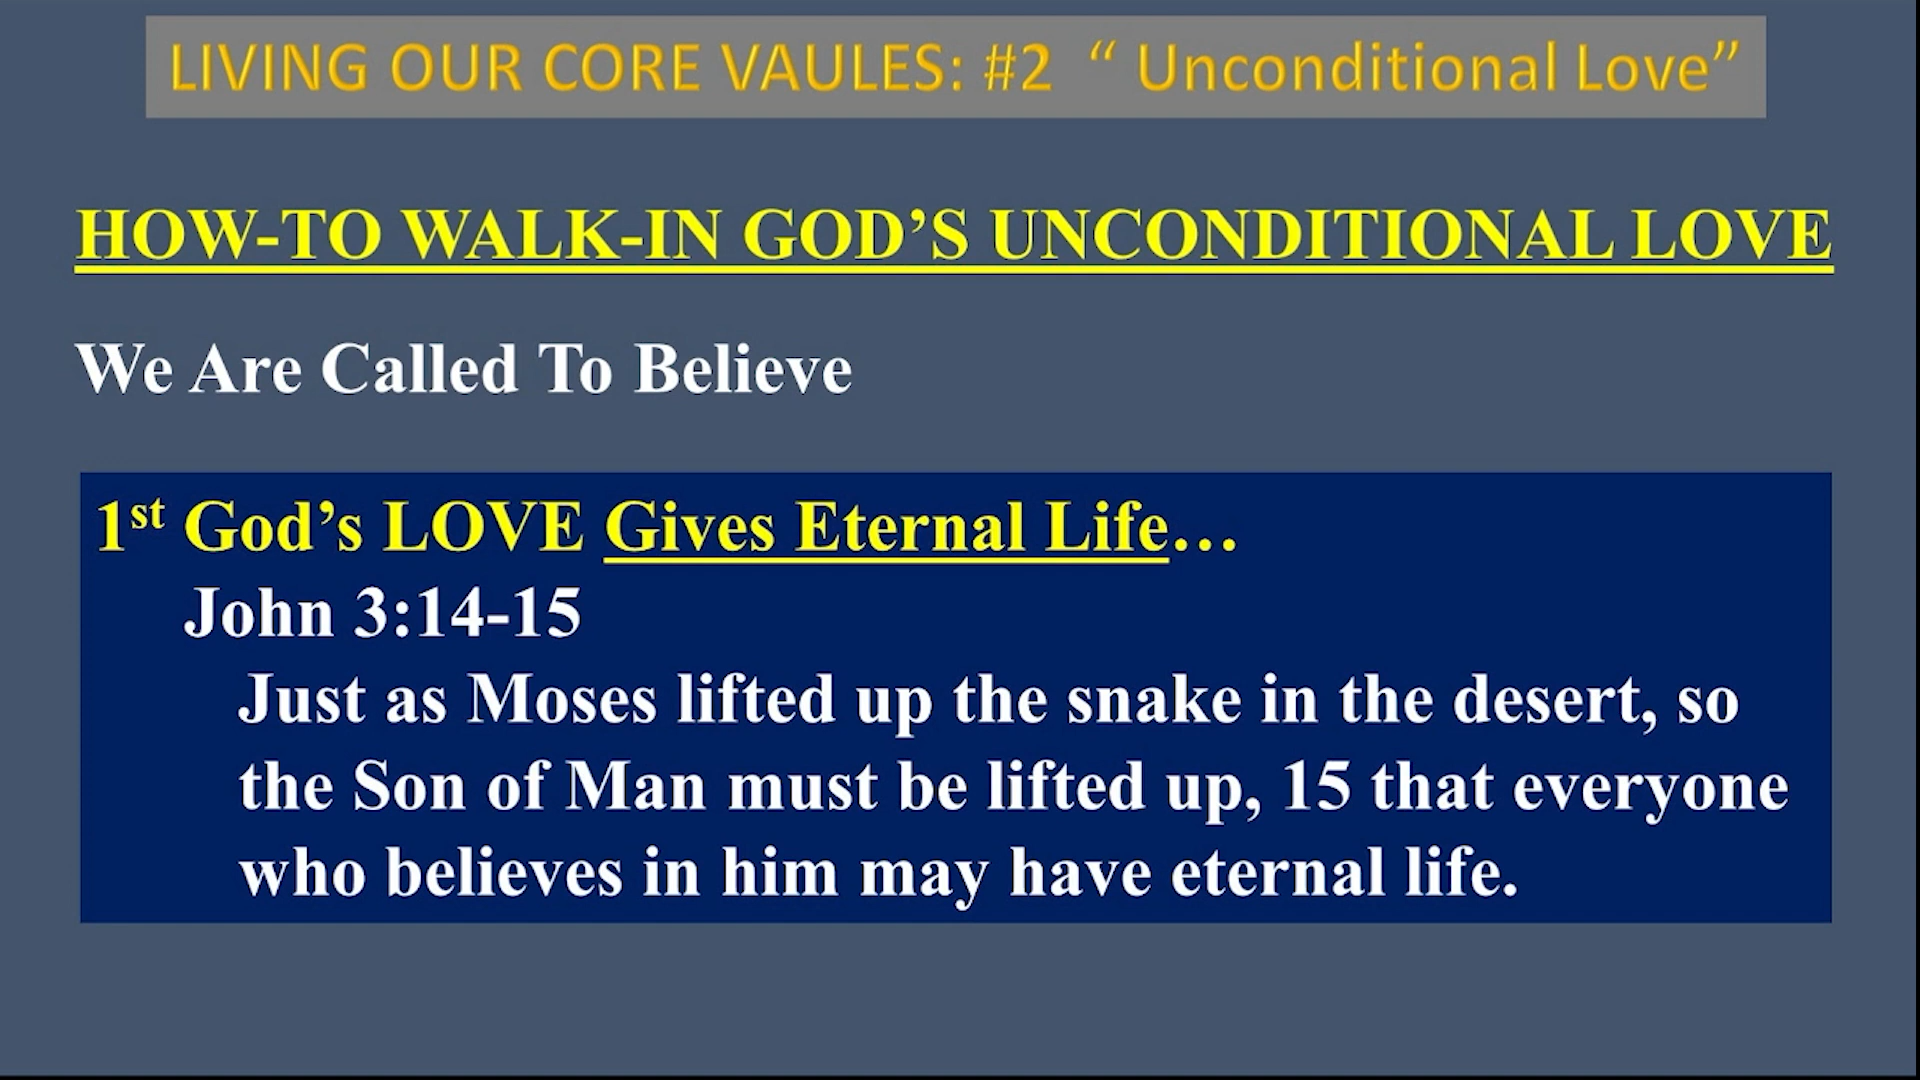 LIVING OUR CORE VAULES: #2 “ Unconditional Love”
HOW-TO WALK-IN GOD’S UNCONDITIONAL LOVE
We Are Called To Believe
1st God’s LOVE Gives Eternal Life…
John 3:14-15
Just as Moses lifted up the snake in the desert, so
the Son of Man must be lifted up, 15 that everyone
who believes in him may have eternal life.